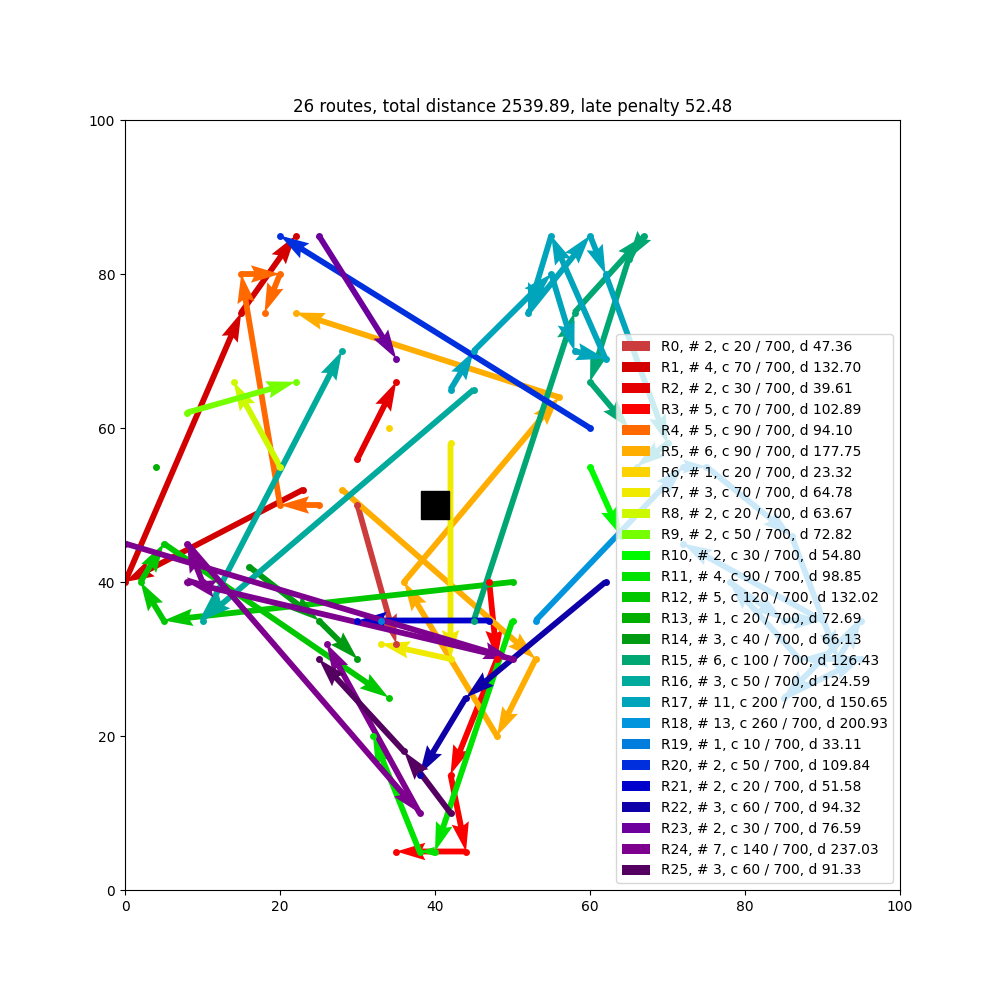 26 routes, total distance 2539.89, late penalty 52.48
100
80
60
40
20
0
R0, # 2, c 20 / 700, d 47.36
R1, # 4, c 70 / 700, d 132.70
R2, # 2, c 30 / 700, d 39.61
R3, # 5, c 70 / 700, d 102.89
R4, # 5, c 90 / 700, d 94.10
R5, # 6, c 90 / 700, d 177.75
R6, # 1, c 20 / 700, d 23.32
R7, # 3, c 70 / 700, d 64.78
R8, # 2, c 20 / 700, d 63.67
R9, # 2, c 50 / 700, d 72.82
R10, # 2, c 30 / 700, d 54.80
R11, # 4, c 90 / 700, d 98.85
R12, # 5, c 120 / 700, d 132.02
R13, # 1, c 20 / 700, d 72.69
R14, # 3, c 40 / 700, d 66.13
R15, # 6, c 100 / 700, d 126.43
R16, # 3, c 50 / 700, d 124.59
R17, # 11, c 200 / 700, d 150.65
R18, # 13, c 260 / 700, d 200.93
R19, # 1, c 10 / 700, d 33.11
R20, # 2, c 50 / 700, d 109.84
R21, # 2, c 20 / 700, d 51.58
R22, # 3, c 60 / 700, d 94.32
R23, # 2, c 30 / 700, d 76.59
R24, # 7, c 140 / 700, d 237.03
R25, # 3, c 60 / 700, d 91.33
0 20 40 60 80 100